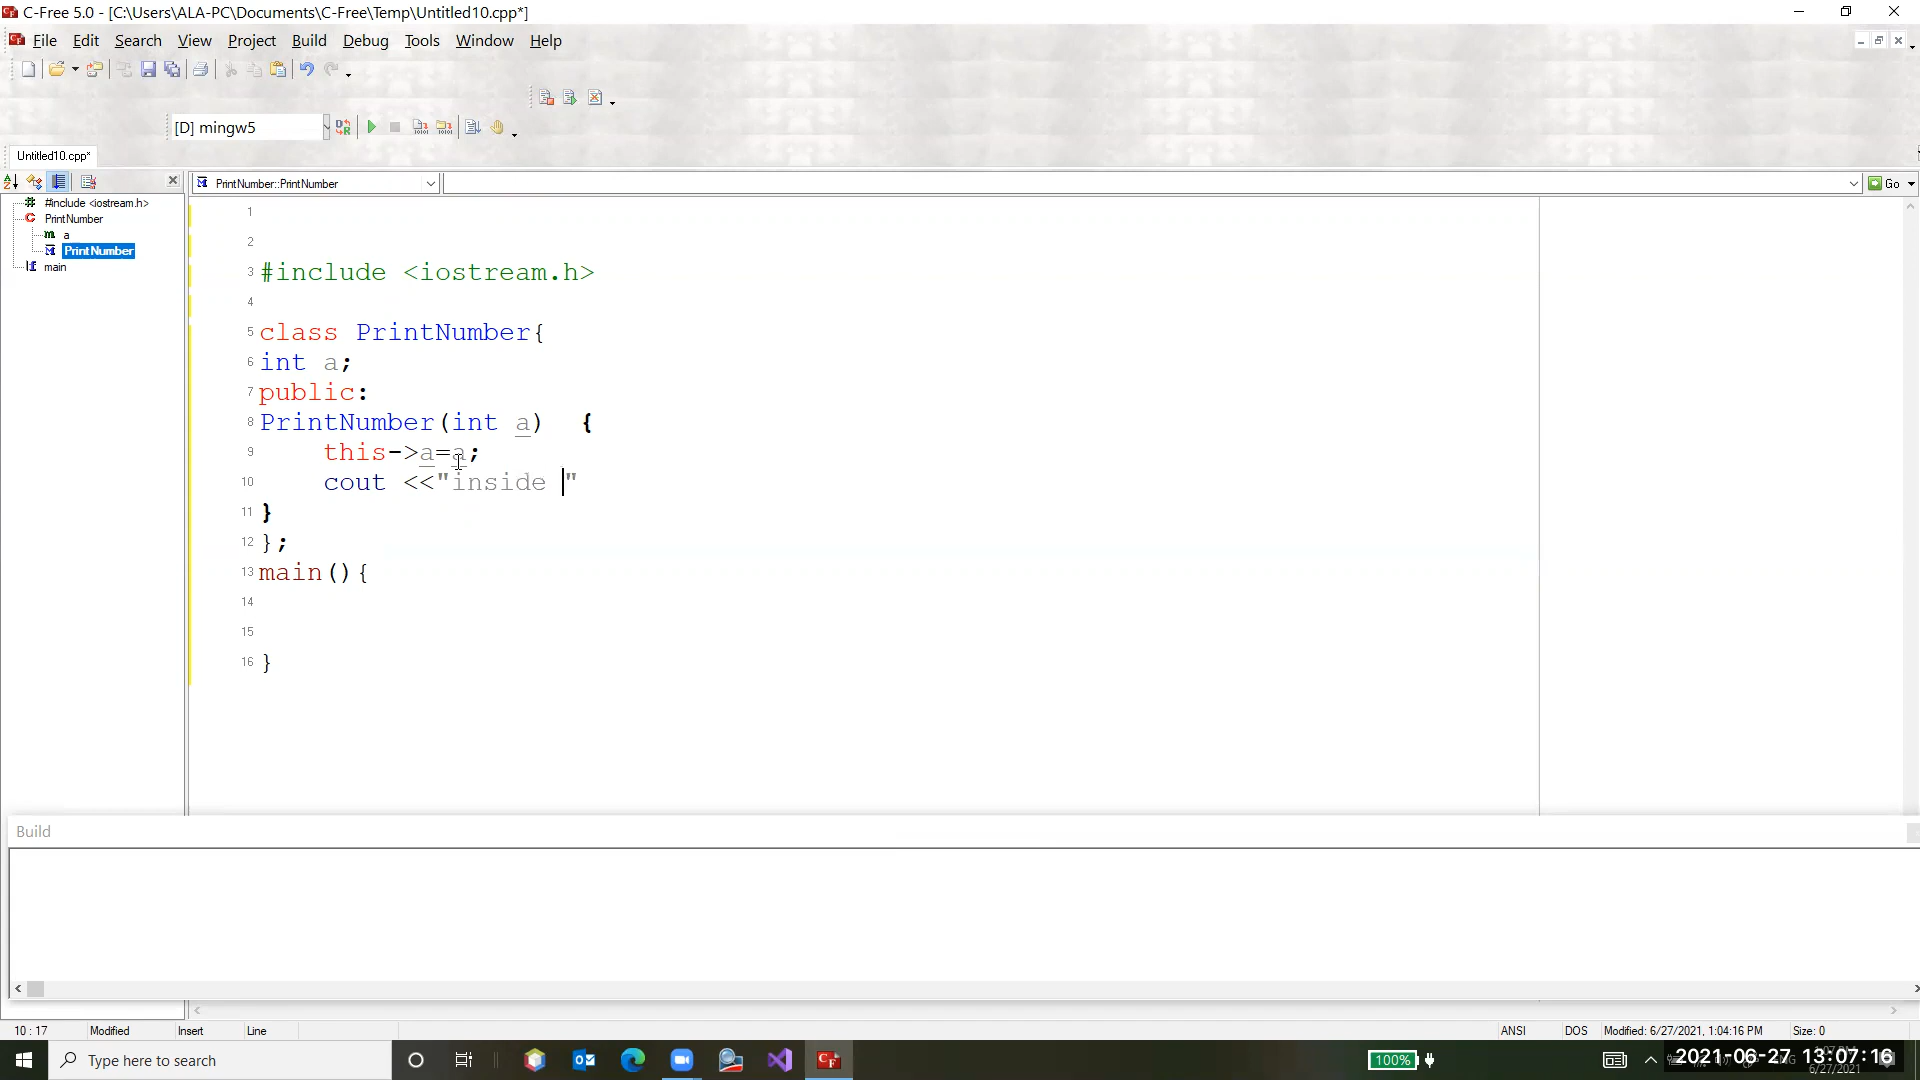 C-Free 5.0 - [C:\Users\ALA-PC\Documents\C-Free\Temp\Untitled10.cpp*]
File Edit Search View Project Build Debug Tools Window Help
[D] mingw5
Untitled10.cpp*
PrintNumber::PrintNumber
Go
#include <iostream.h>
PrintNumber
a
PrintNumber
main
1
2
3 #include <iostream.h>
4
5 class PrintNumber{
6 int a;
7 public:
8 PrintNumber(int a)  {
9     this->a=a;
10     cout <<"inside "
11 }
12 };
13 main(){
14
15
16 }
Build
10 : 17 Modified Insert Line ANSI DOS Modified: 6/27/2021, 1:04:16 PM Size: 0
Type here to search
100%
2021-06-27 13:07:16
6/27/2021